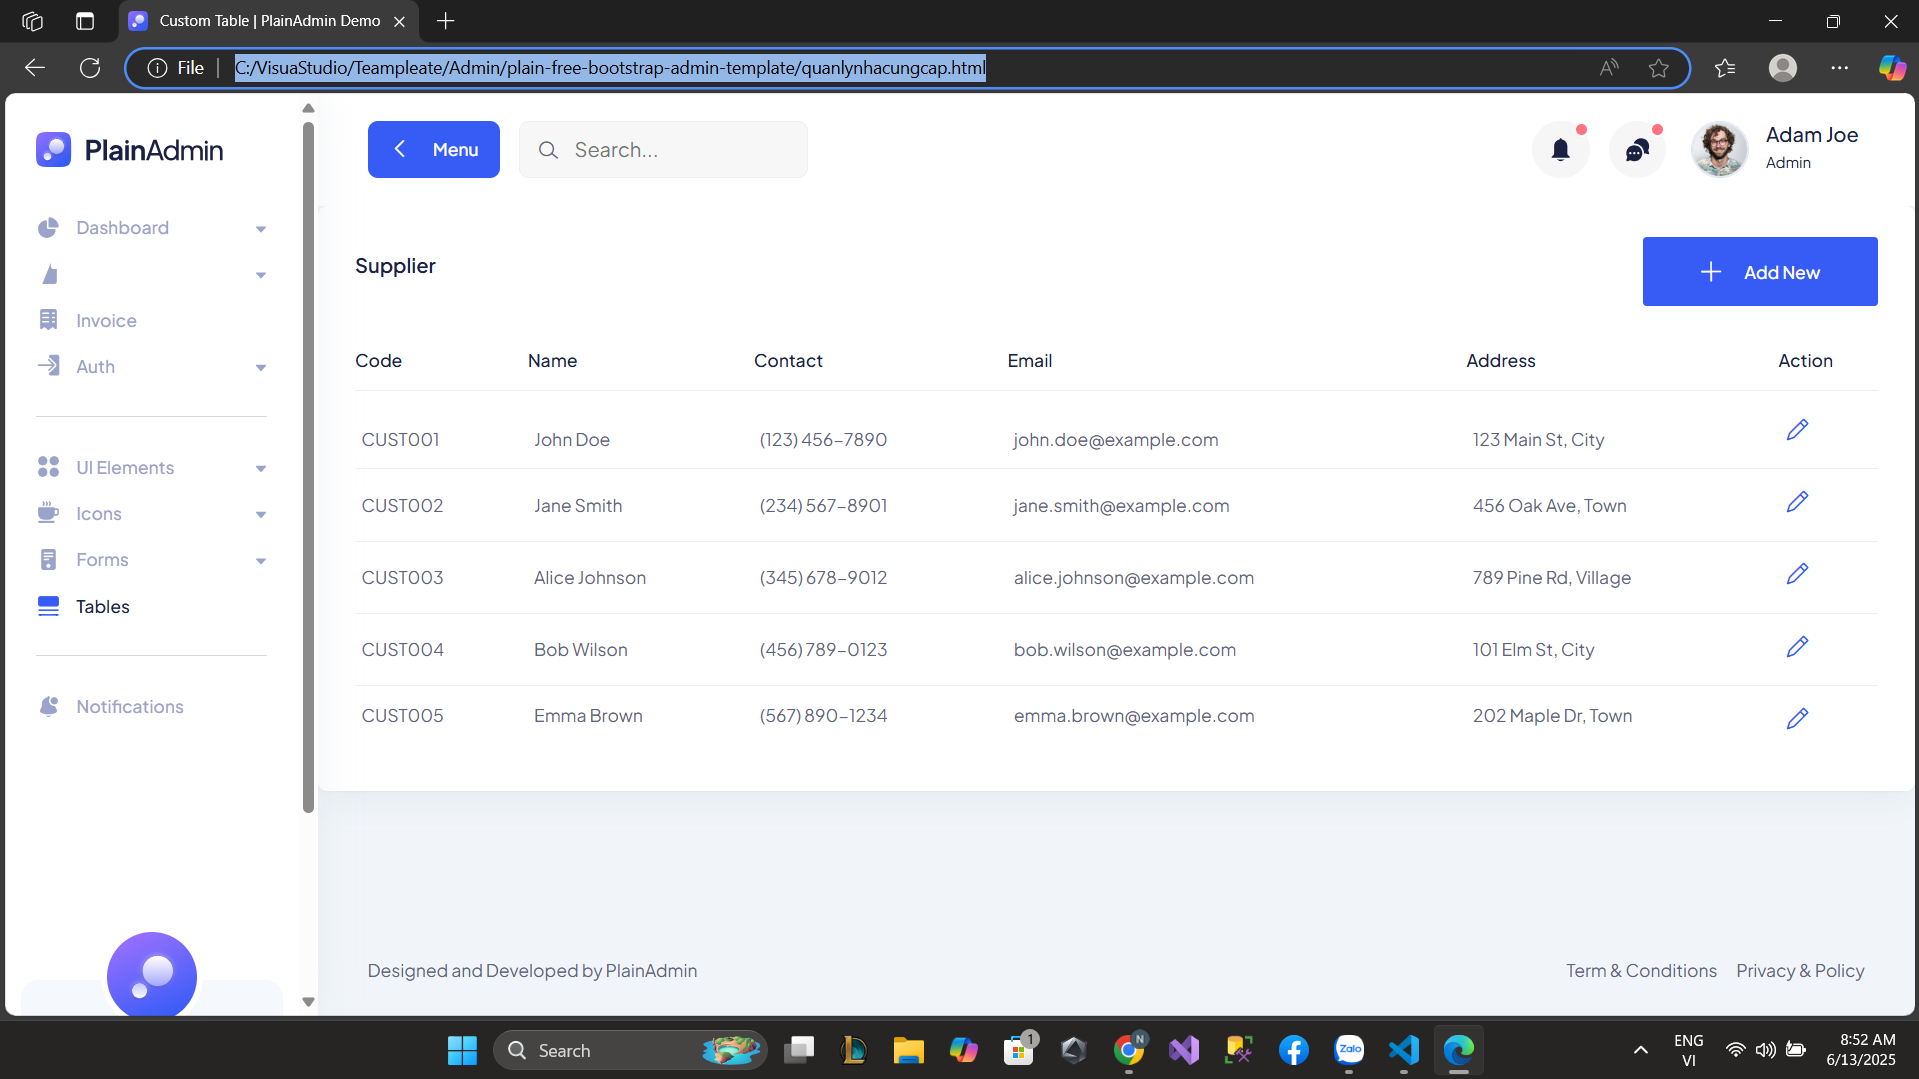 Custom Table | PlainAdmin Demo
File
C:/VisuaStudio/Teampleate/Admin/plain-free-bootstrap-admin-template/quanlynhacungcap.html
PlainAdmin
Menu
Search...
Adam Joe
Admin
Dashboard
Invoice
Auth
UI Elements
Icons
Forms
Tables
Notifications
Supplier
Add New
Code Name Contact Email Address Action
CUST001 John Doe (123) 456-7890 john.doe@example.com 123 Main St, City
CUST002 Jane Smith (234) 567-8901 jane.smith@example.com 456 Oak Ave, Town
CUST003 Alice Johnson (345) 678-9012 alice.johnson@example.com 789 Pine Rd, Village
CUST004 Bob Wilson (456) 789-0123 bob.wilson@example.com 101 Elm St, City
CUST005 Emma Brown (567) 890-1234 emma.brown@example.com 202 Maple Dr, Town
Designed and Developed by PlainAdmin
Term & Conditions Privacy & Policy
Search
1
N
Zalo
ENG
VI
8:52 AM
6/13/2025